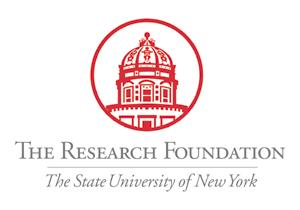 The Research Foundation
The State University of New York